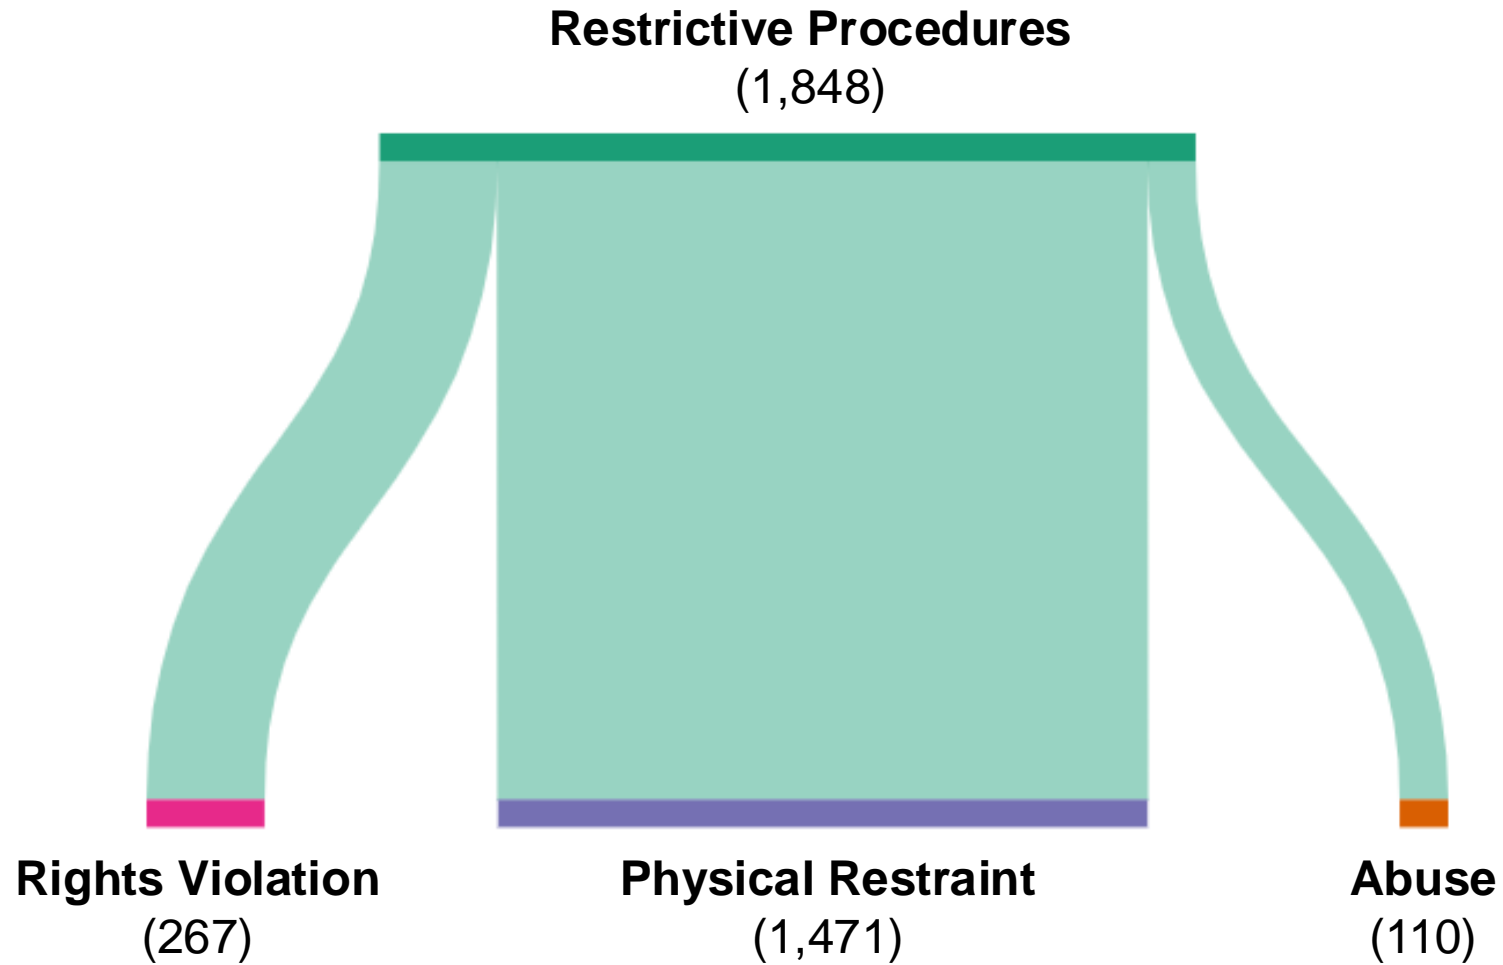 Restrictive Procedures
(1,848)
Rights Violation
(267)
Physical Restraint
(1,471)
Abuse
(110)